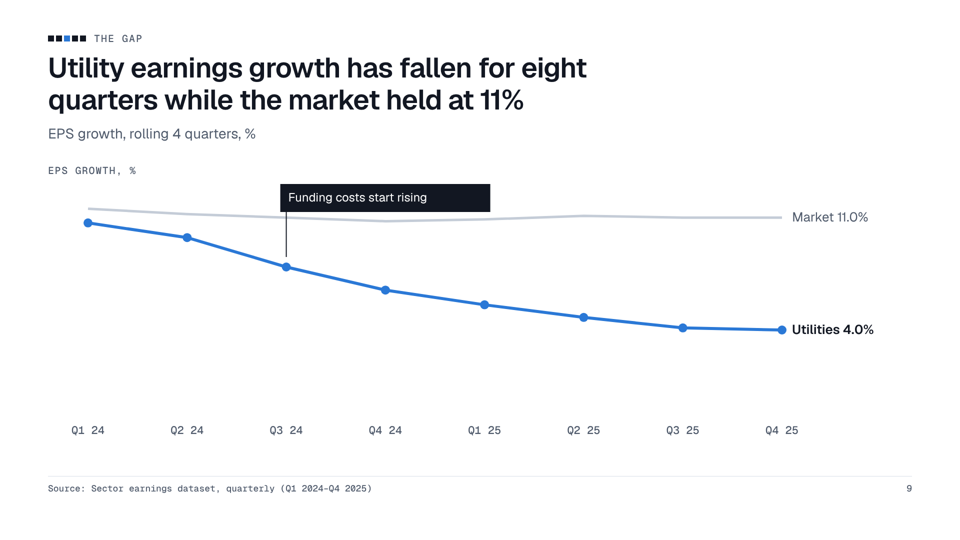 THE GAP
Utility earnings growth has fallen for eight
quarters while the market held at 11%
EPS growth, rolling 4 quarters, %
EPS GROWTH, %
Funding costs start rising
Market 11.0%
Utilities 4.0%
Q1 24 Q2 24 Q3 24 Q4 24 Q1 25 Q2 25 Q3 25 Q4 25
Source: Sector earnings dataset, quarterly (Q1 2024–Q4 2025)
9